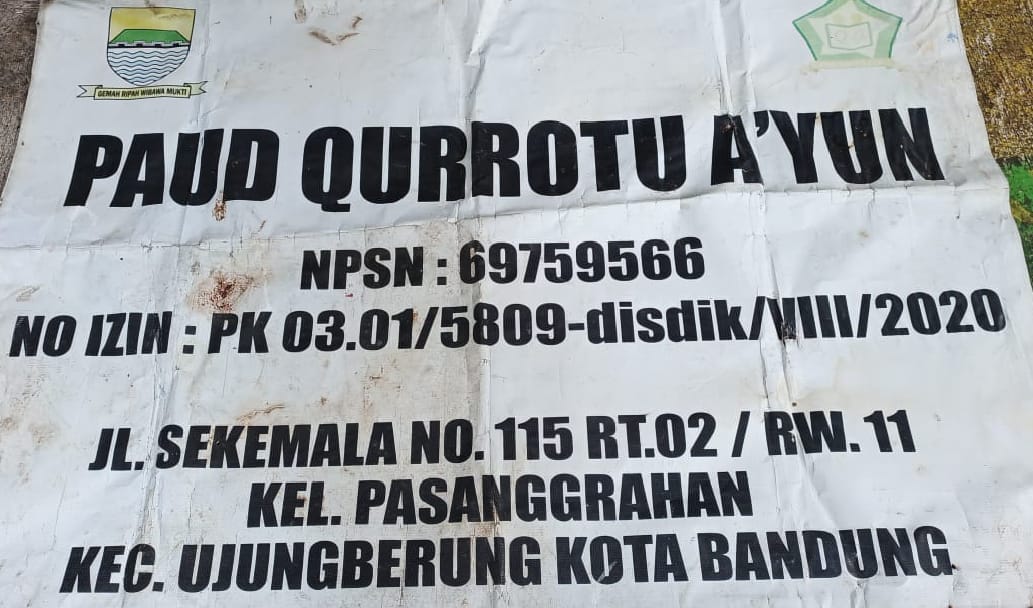 GEMAH RIPAH WIBAWA MUKTI
PAUD QURROTU A'YUN
NPSN : 69759566
NO IZIN : PK 03.01/5809-disdik/VIII/2020
JL. SEKEMALA NO. 115 RT.02 / RW. 11
KEL. PASANGGRAHAN
KEC. UJUNGBERUNG KOTA BANDUNG